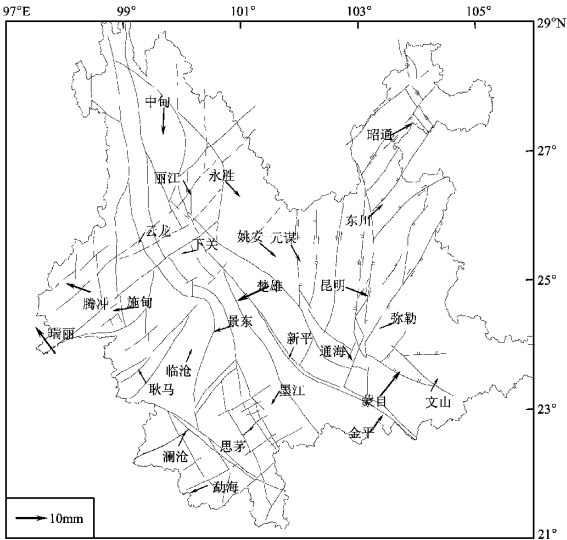 97°E 99° 101° 103° 105°
29°N
中甸
昭通
27°
丽江 永胜
东川
云龙 下关 姚安 元谋
25°
腾冲 施甸 楚雄 昆明
瑞丽 景东 弥勒
新平 通海
临沧
耿马 墨江 蒙自 文山
23°
思茅 金平
澜沧
勐海
10mm
21°